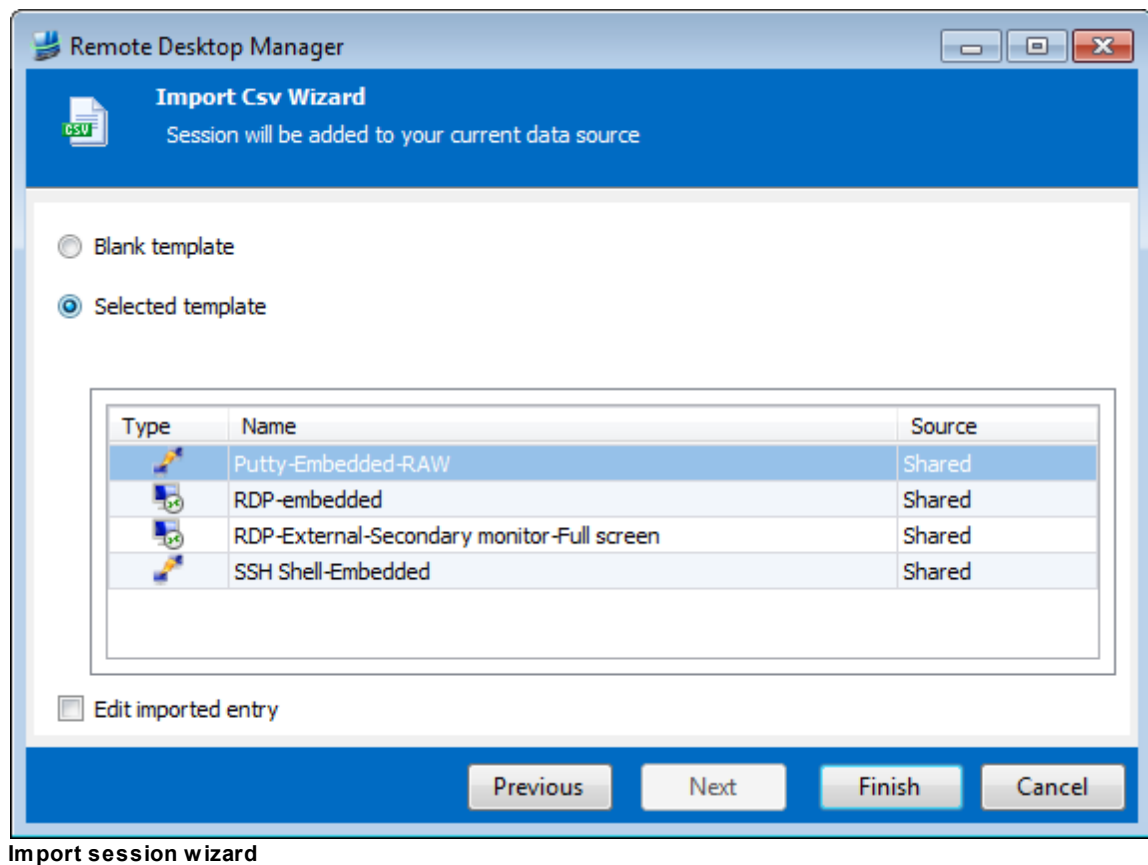 Remote Desktop Manager
Import Csv Wizard
CSV
Session will be added to your current data source
Blank template
Selected template
Type Name Source
Putty-Embedded-RAW Shared
RDP-embedded Shared
RDP-External-Secondary monitor-Full screen Shared
SSH Shell-Embedded Shared
Edit imported entry
Previous Next Finish Cancel
Import session wizard